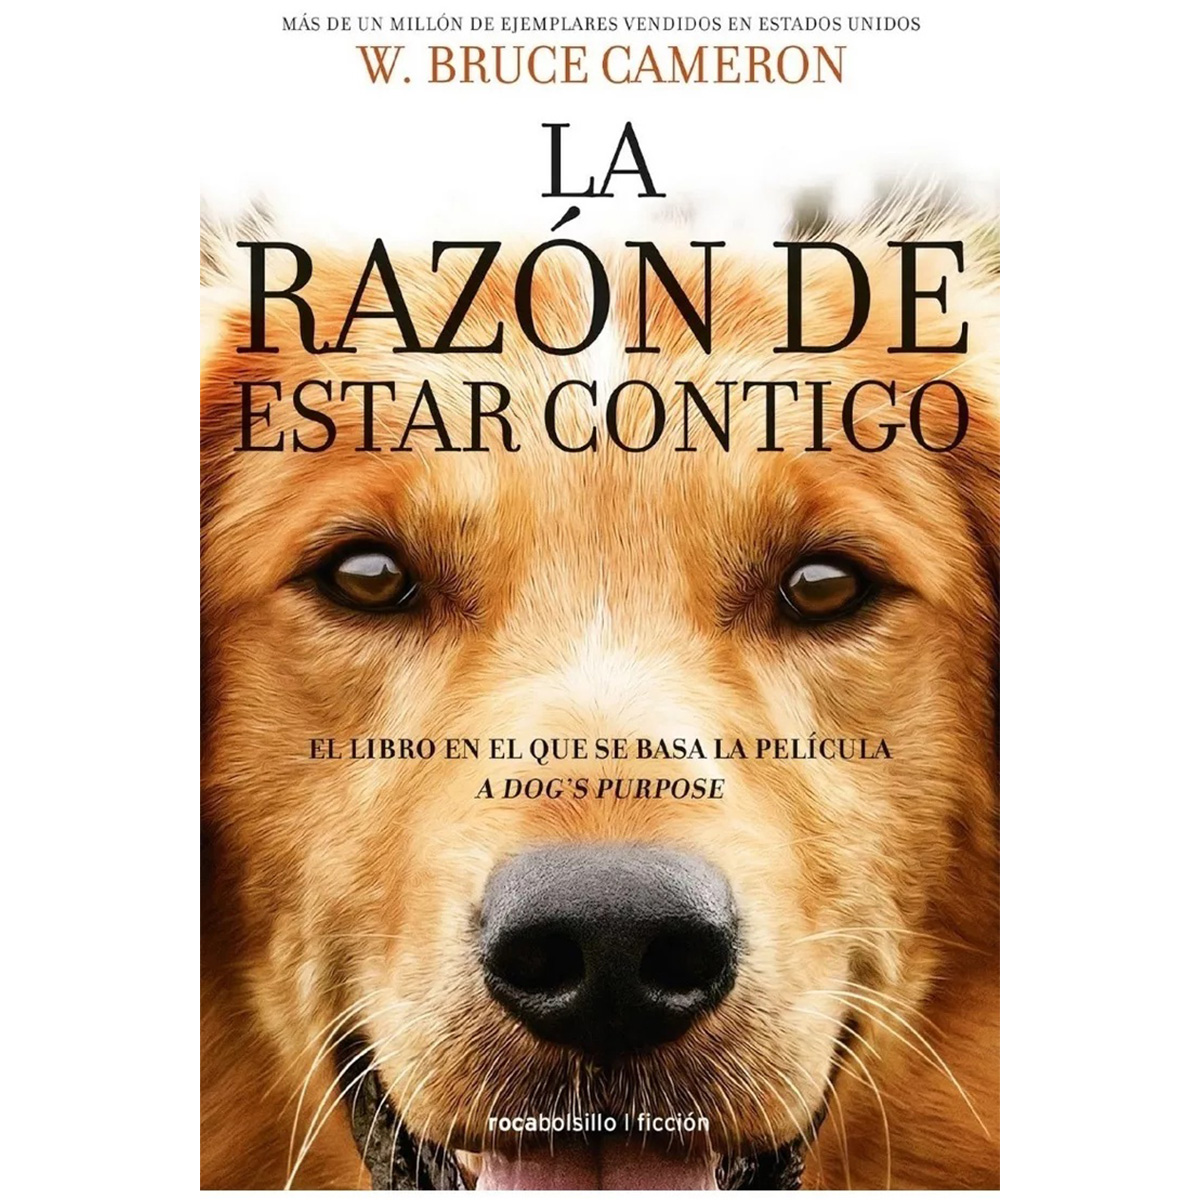 MÁS DE UN MILLÓN DE EJEMPLARES VENDIDOS EN ESTADOS UNIDOS
W. BRUCE CAMERON
LA
RAZÓN DE
ESTAR CONTIGO
EL LIBRO EN EL QUE SE BASA LA PELÍCULA
A DOG'S PURPOSE
rocabolsillo | ficción